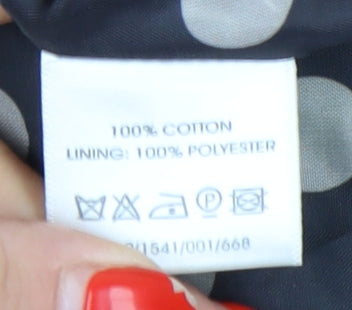 100% COTTON
LINING: 100% POLYESTER
P
/1541/001/668